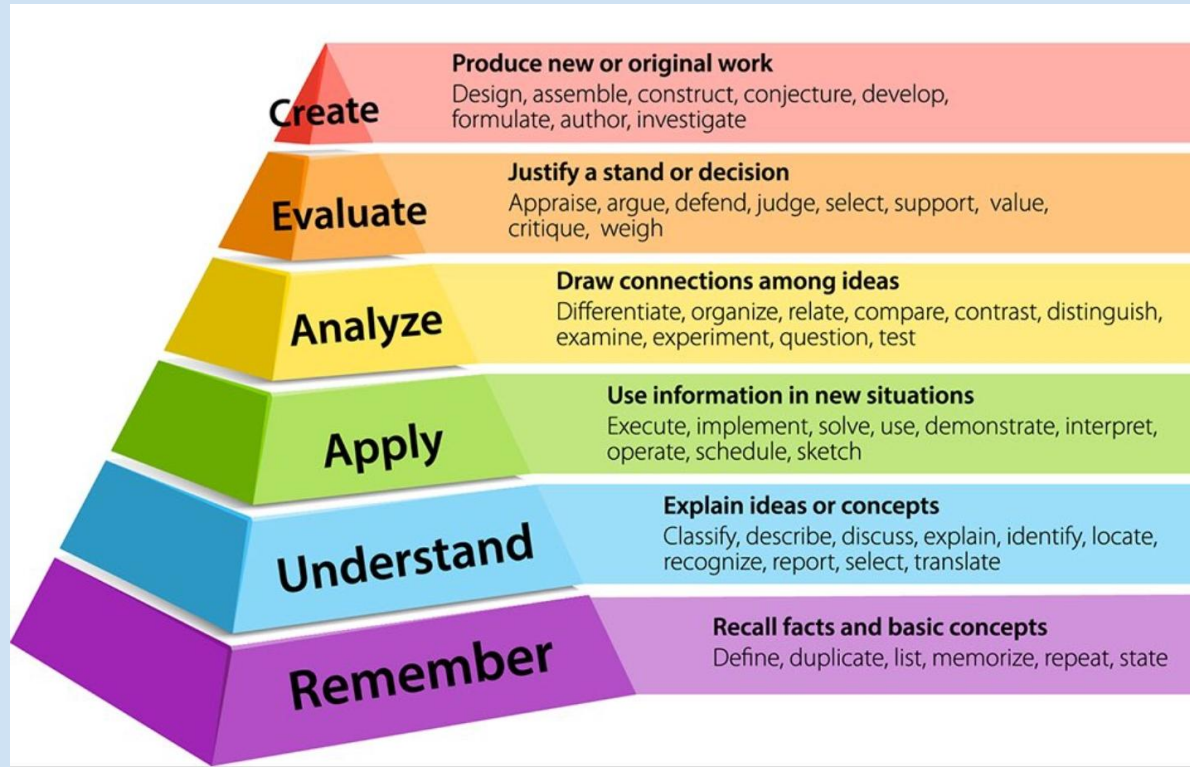 Create
Produce new or original work
Design, assemble, construct, conjecture, develop,
formulate, author, investigate
Evaluate
Justify a stand or decision
Appraise, argue, defend, judge, select, support, value,
critique, weigh
Analyze
Draw connections among ideas
Differentiate, organize, relate, compare, contrast, distinguish,
examine, experiment, question, test
Apply
Use information in new situations
Execute, implement, solve, use, demonstrate, interpret,
operate, schedule, sketch
Understand
Explain ideas or concepts
Classify, describe, discuss, explain, identify, locate,
recognize, report, select, translate
Remember
Recall facts and basic concepts
Define, duplicate, list, memorize, repeat, state